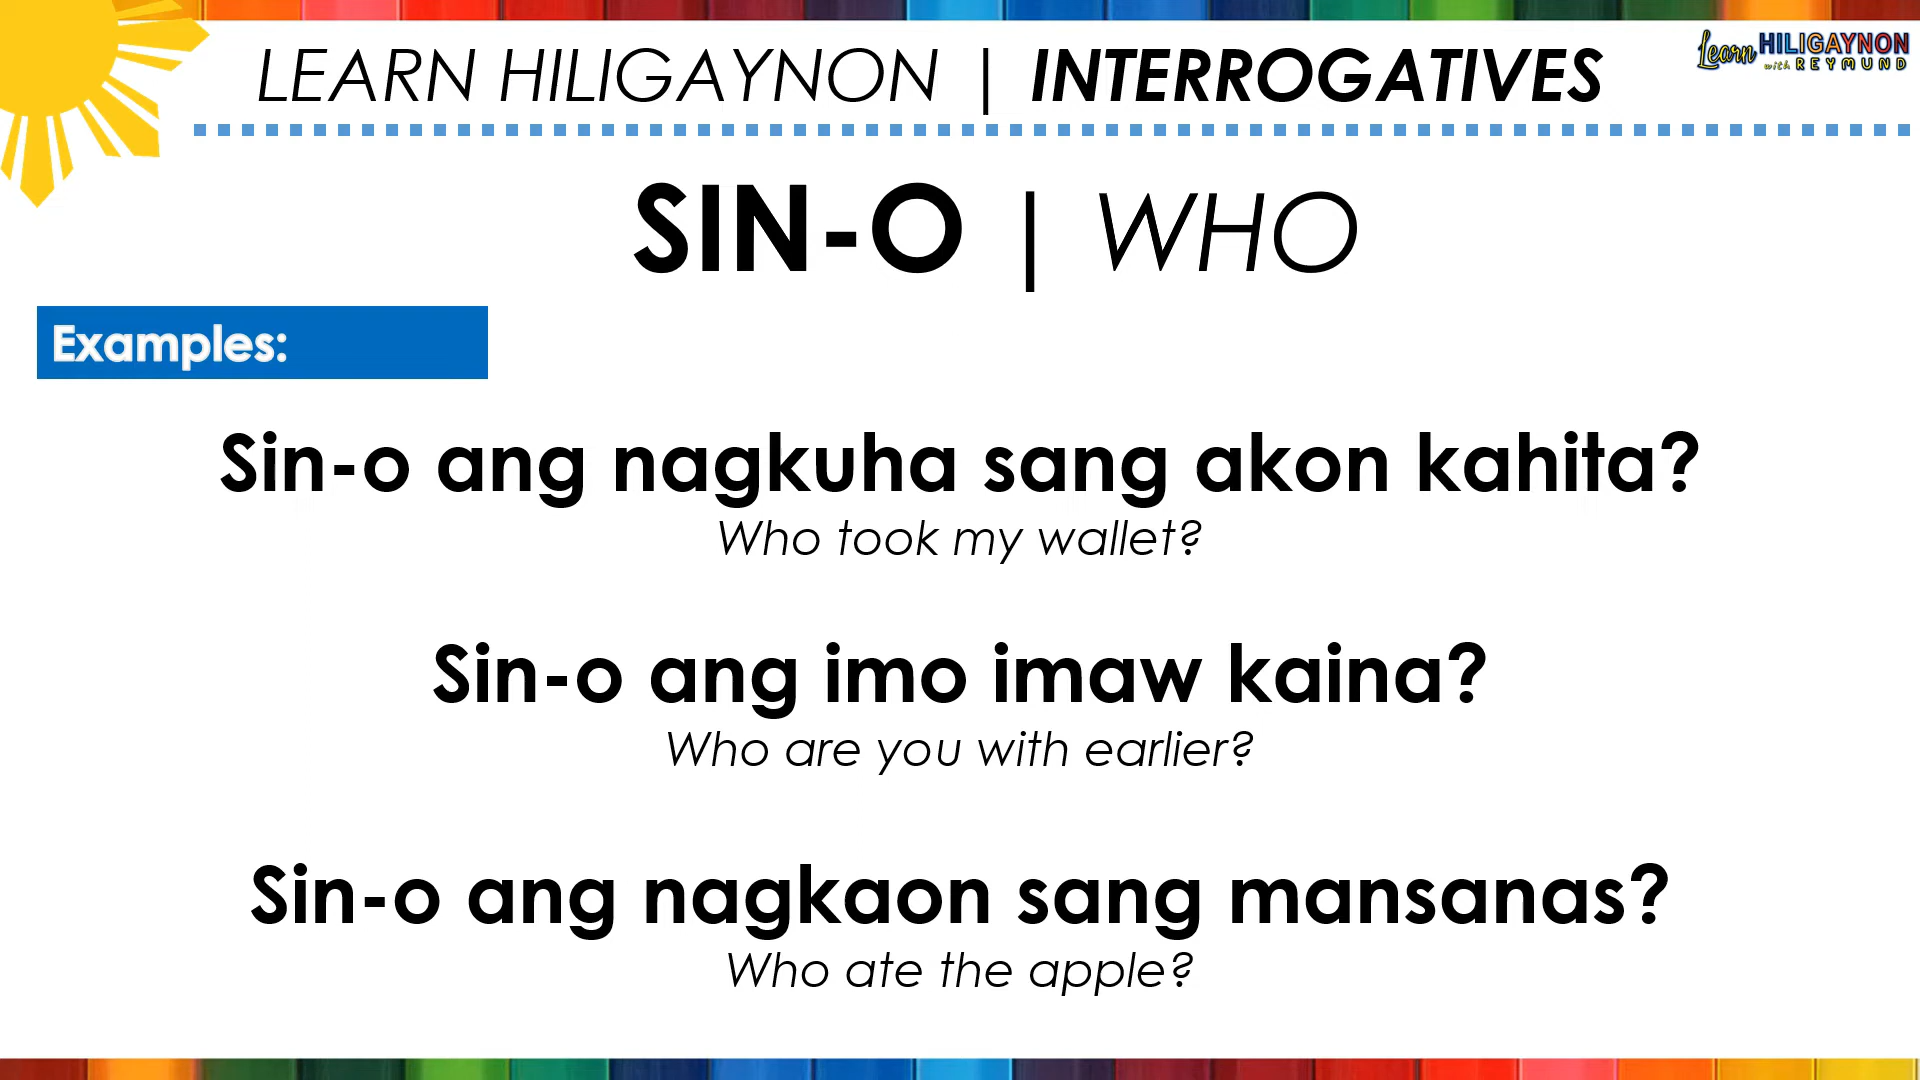 LEARN HILIGAYNON | INTERROGATIVES
Learn HILIGAYNON
with REYMUND
SIN-O | WHO
Examples:
Sin-o ang nagkuha sang akon kahita?
Who took my wallet?
Sin-o ang imo imaw kaina?
Who are you with earlier?
Sin-o ang nagkaon sang mansanas?
Who ate the apple?